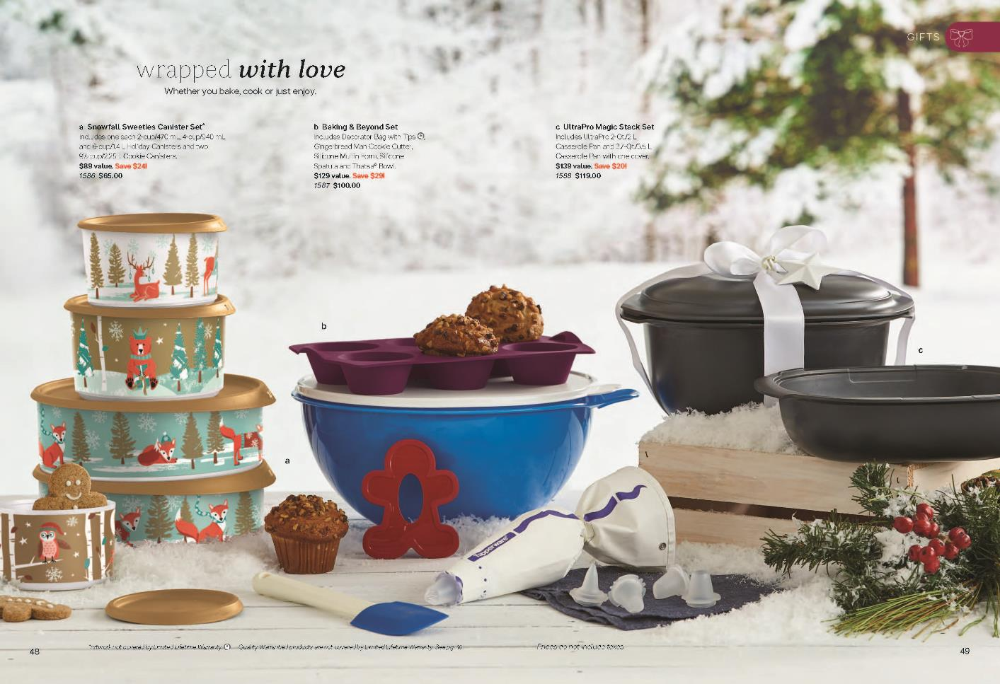 GIFTS
wrapped with love
Whether you bake, cook or just enjoy.
a Snowfall Sweeties Canister Set*
Includes one each 2-cup/470 mL, 4-cup/940 mL
and 6-cup/1.4 L Holiday Canisters and two
9½-cup/2.25 L Cookie Canisters.
$89 value. Save $24!
1586 $65.00
b Baking & Beyond Set
Includes Decorator Bag with Tips Q,
Gingerbread Man Cookie Cutter,
Silicone Muffin Form, Silicone
Spatula and Thatsa® Bowl.
$129 value. Save $29!
1587 $100.00
c UltraPro Magic Stack Set
Includes UltraPro 2-Qt./2 L
Casserole Pan and 3.7-Qt./3.5 L
Casserole Pan with one cover.
$139 value. Save $20!
1588 $119.00
b
c
a
Tupperware
48
*Artwork not covered by Limited Lifetime Warranty. Q Quality Warranted products are not covered by Limited Lifetime Warranty. See pg.
Prices do not include taxes
49